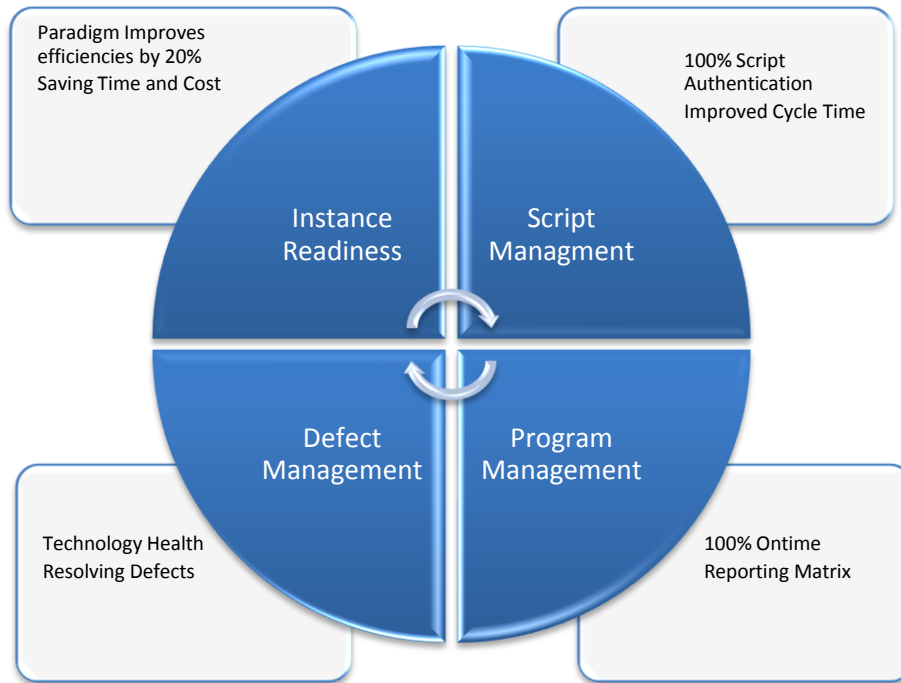 Paradigm Improves
efficiencies by 20%
Saving Time and Cost
100% Script
Authentication
Improved Cycle Time
Instance
Readiness
Script
Managment
Defect
Management
Program
Management
Technology Health
Resolving Defects
100% Ontime
Reporting Matrix